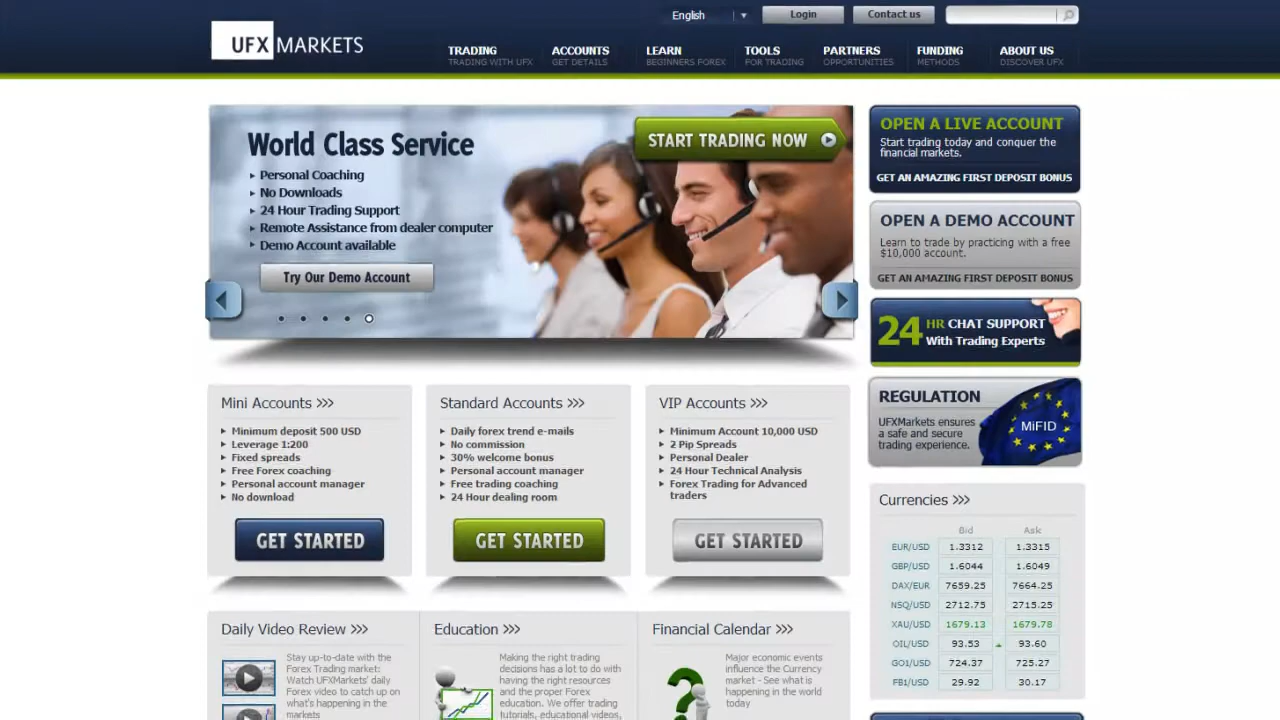 English
Login
Contact us
UFX MARKETS
TRADING
TRADING WITH UFX
ACCOUNTS
GET DETAILS
LEARN
BEGINNERS FOREX
TOOLS
FOR TRADING
PARTNERS
OPPORTUNITIES
FUNDING
METHODS
ABOUT US
DISCOVER UFX
World Class Service
Personal Coaching
No Downloads
24 Hour Trading Support
Remote Assistance from dealer computer
Demo Account available
Try Our Demo Account
START TRADING NOW
OPEN A LIVE ACCOUNT
Start trading today and conquer the
financial markets.
GET AN AMAZING FIRST DEPOSIT BONUS
OPEN A DEMO ACCOUNT
Learn to trade by practicing with a free
$10,000 account.
GET AN AMAZING FIRST DEPOSIT BONUS
24 HR CHAT SUPPORT
With Trading Experts
REGULATION
UFXMarkets ensures
a safe and secure
trading experience.
MiFID
Mini Accounts >>>
Minimum deposit 500 USD
Leverage 1:200
Fixed spreads
Free Forex coaching
Personal account manager
No download
GET STARTED
Standard Accounts >>>
Daily forex trend e-mails
No commission
30% welcome bonus
Personal account manager
Free trading coaching
24 Hour dealing room
GET STARTED
VIP Accounts >>>
Minimum Account 10,000 USD
2 Pip Spreads
Personal Dealer
24 Hour Technical Analysis
Forex Trading for Advanced
traders
GET STARTED
Currencies >>>
Bid Ask
EUR/USD 1.3312 1.3315
GBP/USD 1.6044 1.6049
DAX/EUR 7659.25 7664.25
NSQ/USD 2712.75 2715.25
XAU/USD 1679.13 1679.78
OIL/USD 93.53 93.60
GO1/USD 724.37 725.27
FB1/USD 29.92 30.17
Daily Video Review >>>
Stay up-to-date with the
Forex Trading market:
Watch UFXMarkets' daily
Forex video to catch up on
what's happening in the
markets
Education >>>
Making the right trading
decisions has a lot to do with
having the right resources
and the proper Forex
education. We offer trading
tutorials, educational videos,
Financial Calendar >>>
Major economic events
influence the Currency
market - See what is
happening in the world
today